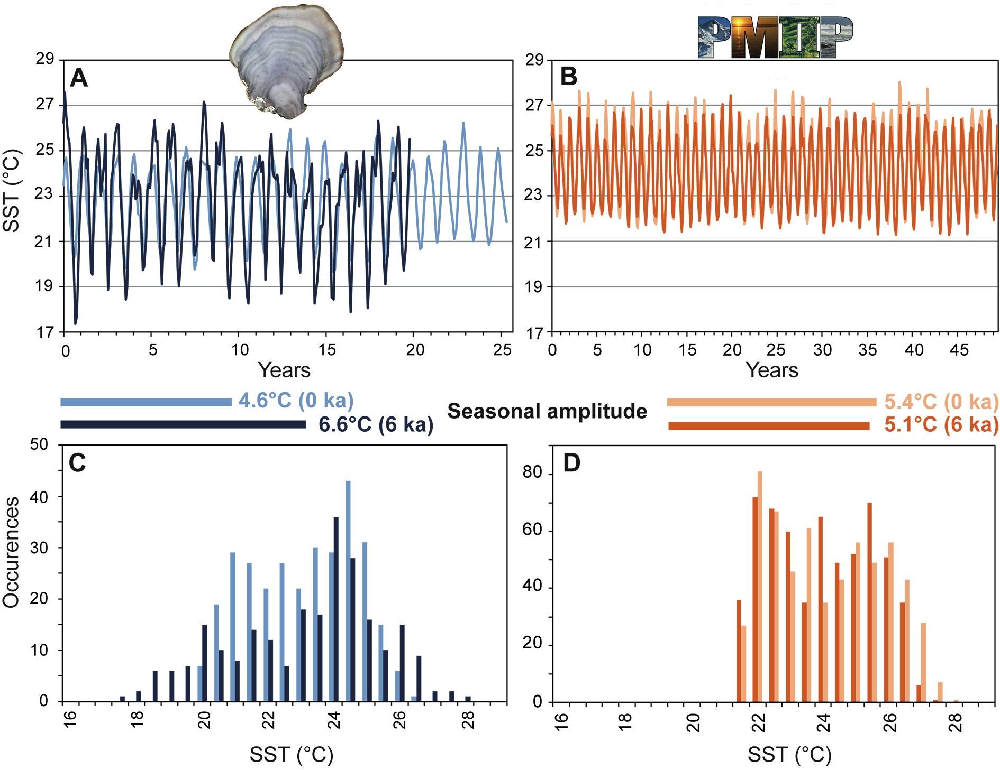 PMIIP
29
27
25
23
21
19
17
A
SST (°C)
0 5 10 15 20 25
Years
29
27
25
23
21
19
17
B
0 5 10 15 20 25 30 35 40 45
Years
4.6°C (0 ka)
6.6°C (6 ka)
Seasonal amplitude
5.4°C (0 ka)
5.1°C (6 ka)
50
40
30
20
10
0
C
Occurences
16 18 20 22 24 26 28
SST (°C)
80
60
40
20
0
D
16 18 20 22 24 26 28
SST (°C)